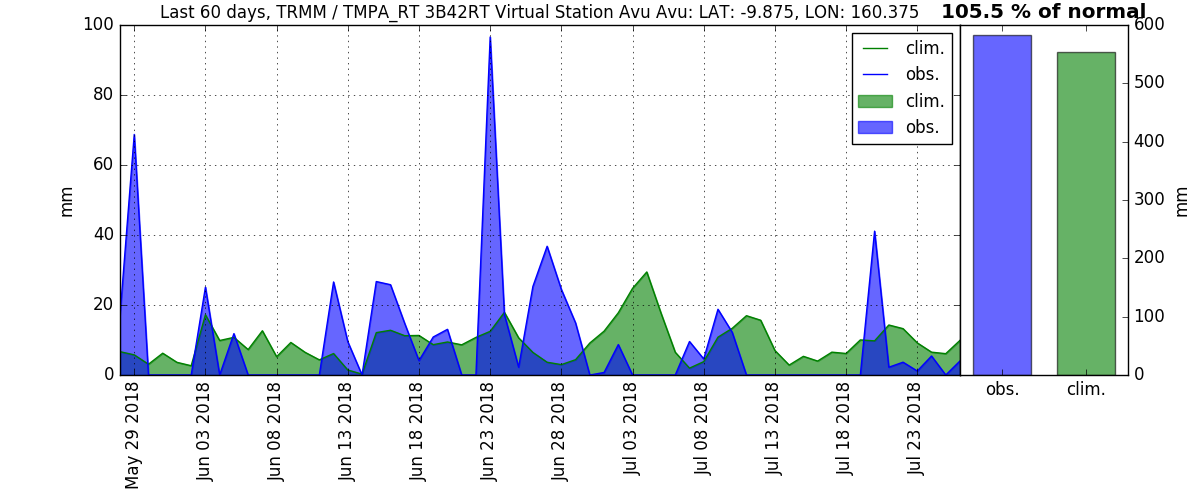 Last 60 days, TRMM / TMPA_RT 3B42RT Virtual Station Avu Avu: LAT: -9.875, LON: 160.375
105.5 % of normal
100
80
60
40
20
0
mm
clim.
obs.
clim.
obs.
600
500
400
300
200
100
0
mm
May 29 2018
Jun 03 2018
Jun 08 2018
Jun 13 2018
Jun 18 2018
Jun 23 2018
Jun 28 2018
Jul 03 2018
Jul 08 2018
Jul 13 2018
Jul 18 2018
Jul 23 2018
obs.
clim.